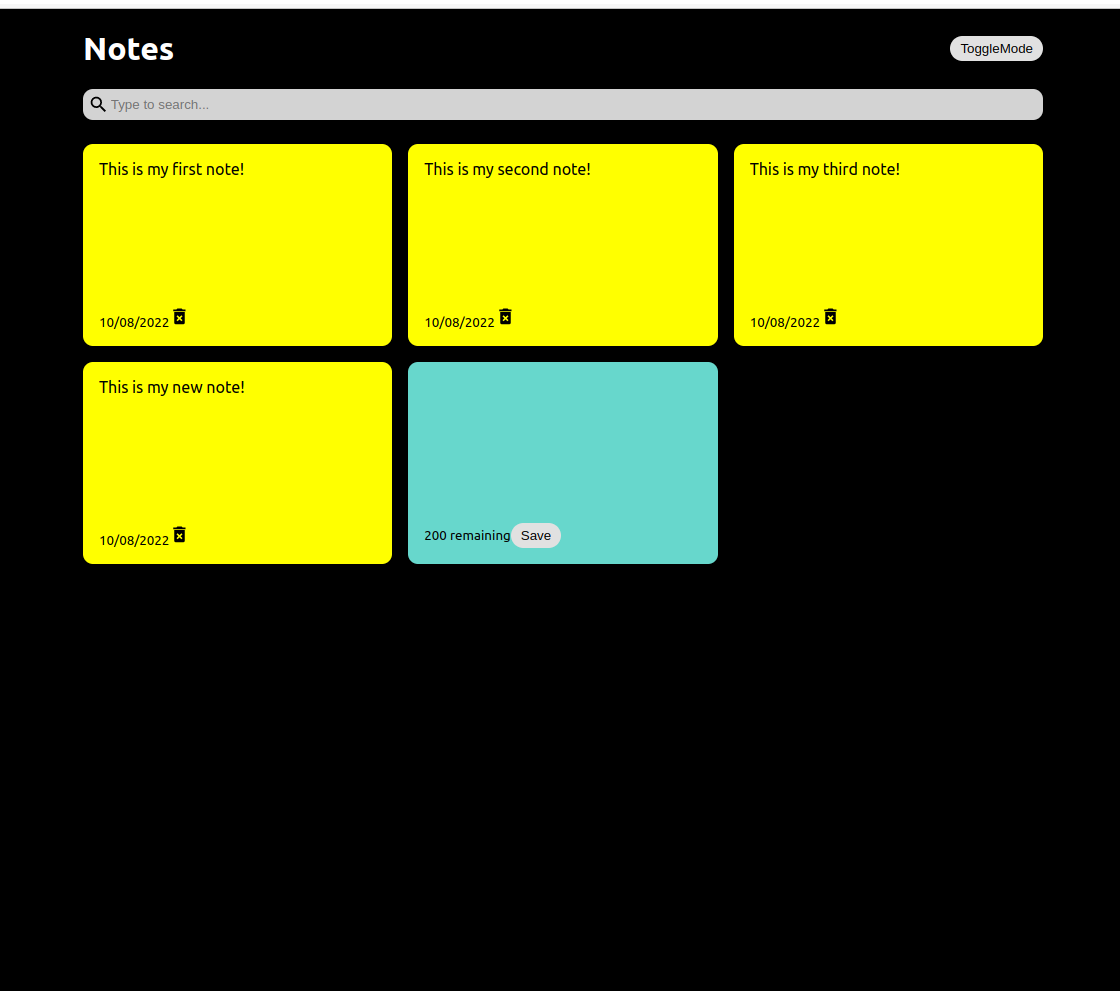 Notes
ToggleMode
Type to search...
This is my first note!
10/08/2022
This is my second note!
10/08/2022
This is my third note!
10/08/2022
This is my new note!
10/08/2022
200 remaining
Save